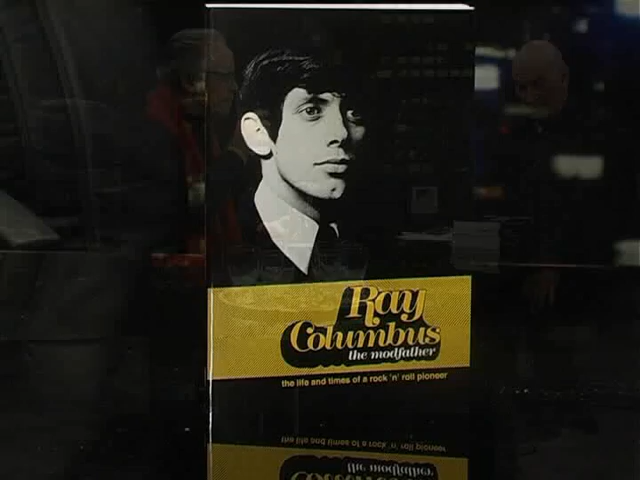 Ray
Columbus
the modfather
the life and times of a rock 'n' roll pioneer